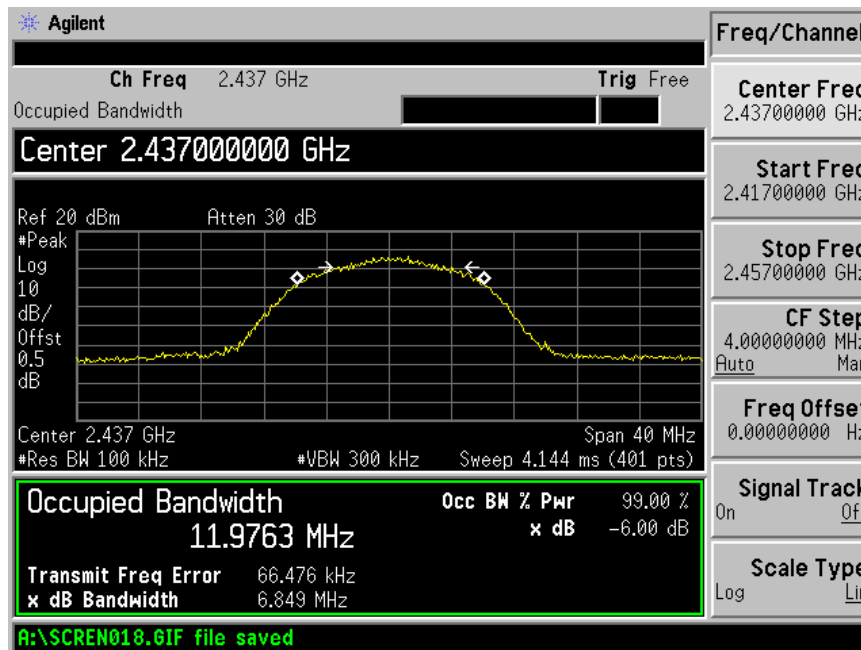 Agilent
Freq/Channel
Ch Freq 2.437 GHz Trig Free
Occupied Bandwidth
Center 2.437000000 GHz
Ref 20 dBm Atten 30 dB
#Peak
Log
10
dB/
Offst
0.5
dB
Center 2.437 GHz Span 40 MHz
#Res BW 100 kHz #VBW 300 kHz Sweep 4.144 ms (401 pts)
Occupied Bandwidth Occ BW % Pwr 99.00 %
11.9763 MHz x dB -6.00 dB
Transmit Freq Error 66.476 kHz
x dB Bandwidth 6.849 MHz
A:\SCREN018.GIF file saved
Center Freq
2.43700000 GHz
Start Freq
2.41700000 GHz
Stop Freq
2.45700000 GHz
CF Step
4.00000000 MHz
Auto Man
Freq Offset
0.00000000 Hz
Signal Track
On Off
Scale Type
Log Lin